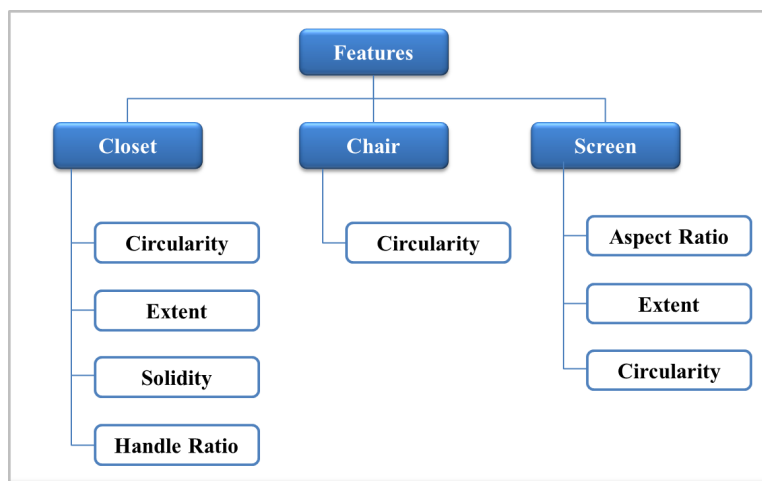 Features
Closet
Chair
Screen
Circularity
Extent
Solidity
Handle Ratio
Circularity
Aspect Ratio
Extent
Circularity